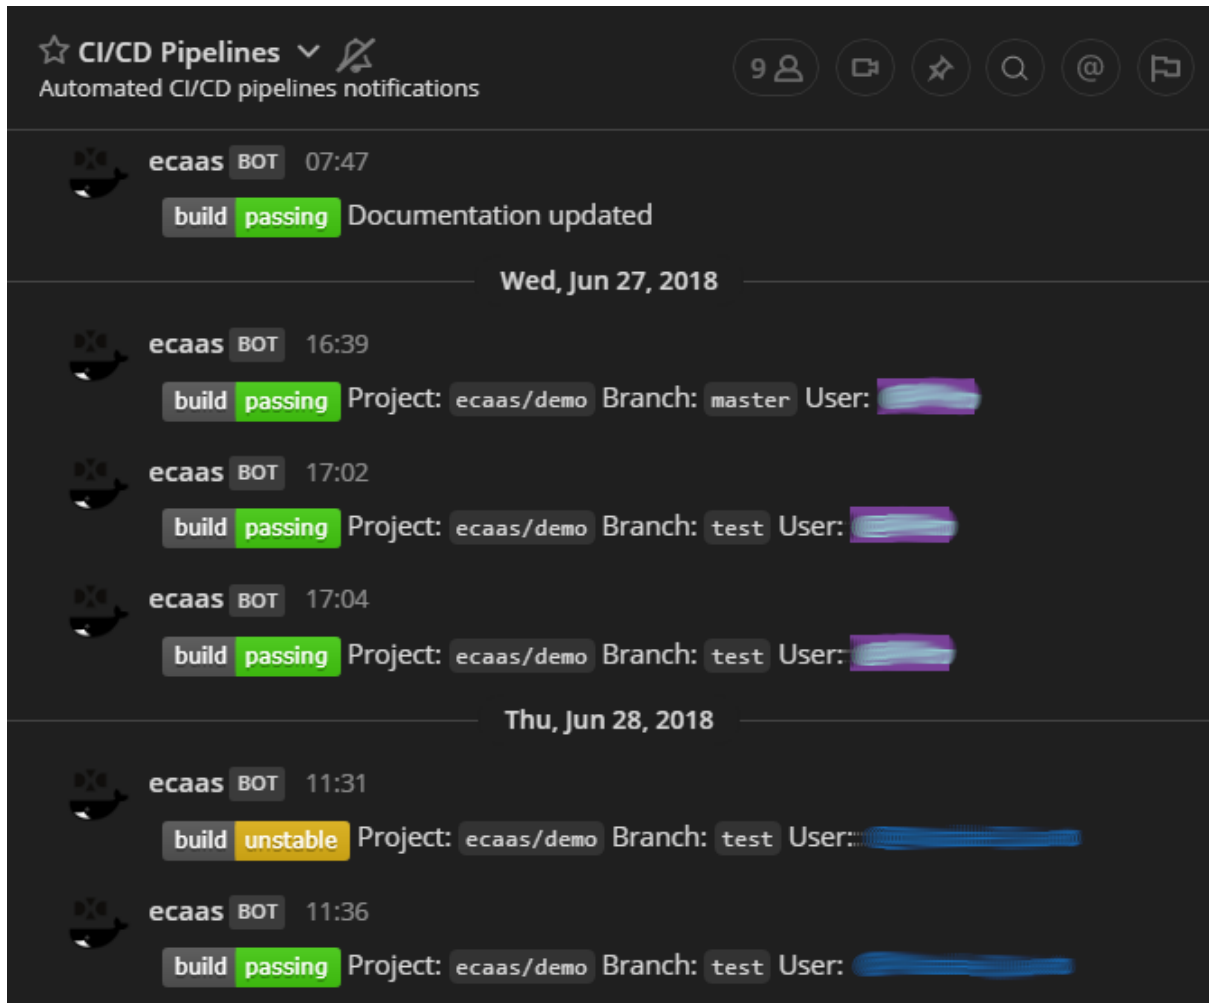 CI/CD Pipelines
9
Automated CI/CD pipelines notifications
@
ecaas BOT 07:47
build passing Documentation updated
Wed, Jun 27, 2018
ecaas BOT 16:39
build passing Project: ecaas/demo Branch: master User:
ecaas BOT 17:02
build passing Project: ecaas/demo Branch: test User:
ecaas BOT 17:04
build passing Project: ecaas/demo Branch: test User:
Thu, Jun 28, 2018
ecaas BOT 11:31
build unstable Project: ecaas/demo Branch: test User:
ecaas BOT 11:36
build passing Project: ecaas/demo Branch: test User: